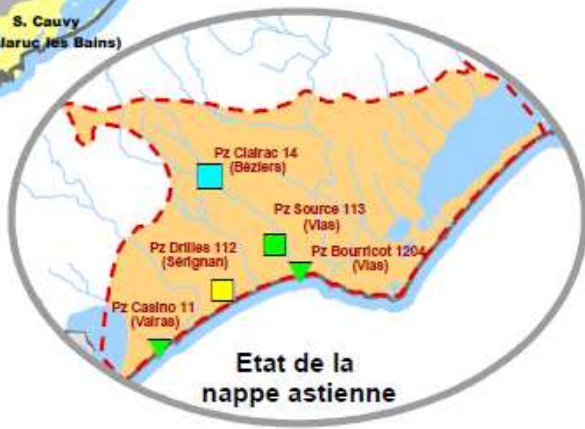 S. Cauvy
laruc les Bains)
Pz Clairac 14
(Béziers)
Pz Source 113
(Vias)
Pz Drilles 112
(Sérignan)
Pz Bourricot 1204
(Vias)
Pz Casino 11
(Valras)
Etat de la
nappe astienne